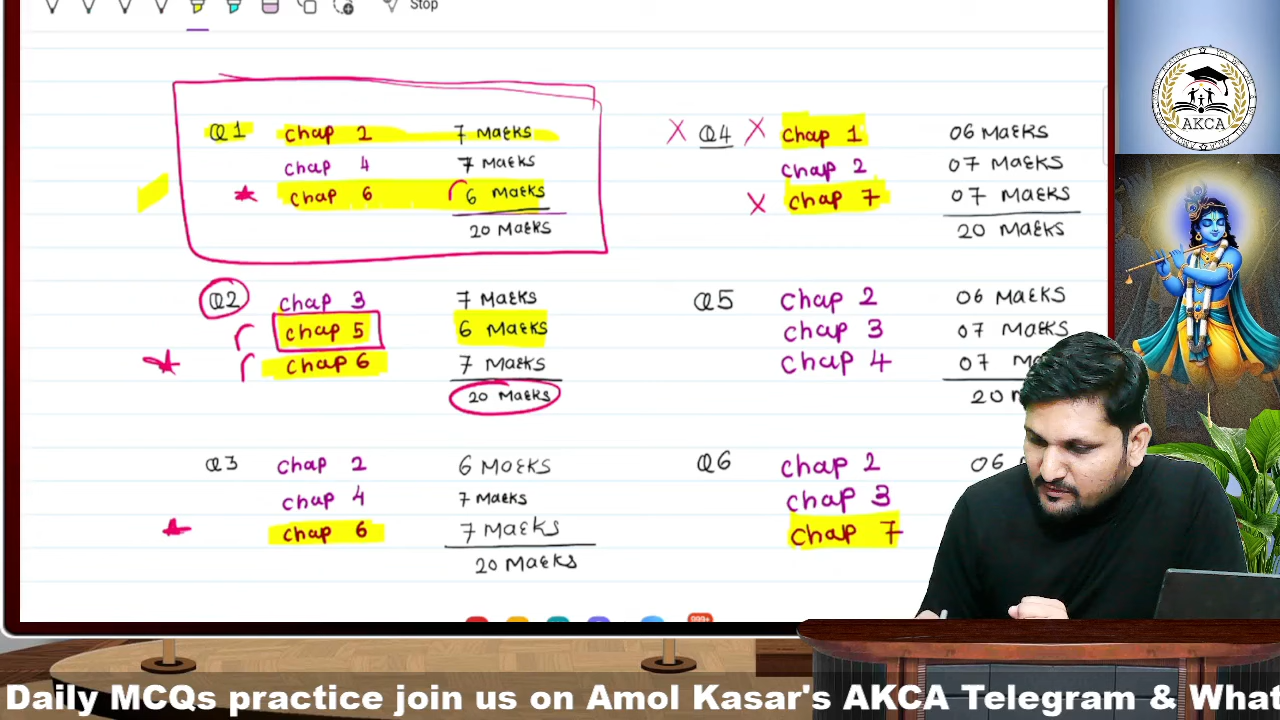 Stop
Q1 Chap 2 7 Marks
Chap 4 7 Marks
Chap 6 6 Marks
20 Marks
Q2 Chap 3 7 Marks
Chap 5 6 Marks
Chap 6 7 Marks
20 Marks
Q3 Chap 2 6 Marks
Chap 4 7 Marks
Chap 6 7 Marks
20 Marks
X Q4 X Chap 1 06 Marks
Chap 2 07 Marks
X Chap 7 07 Marks
20 Marks
Q5 Chap 2 06 Marks
Chap 3 07 Marks
Chap 4 07
20
Q6 Chap 2 06
Chap 3
Chap 7
999+
AKCA
Daily MCQs practice join us on Amol Kasar's AKCA Telegram & What